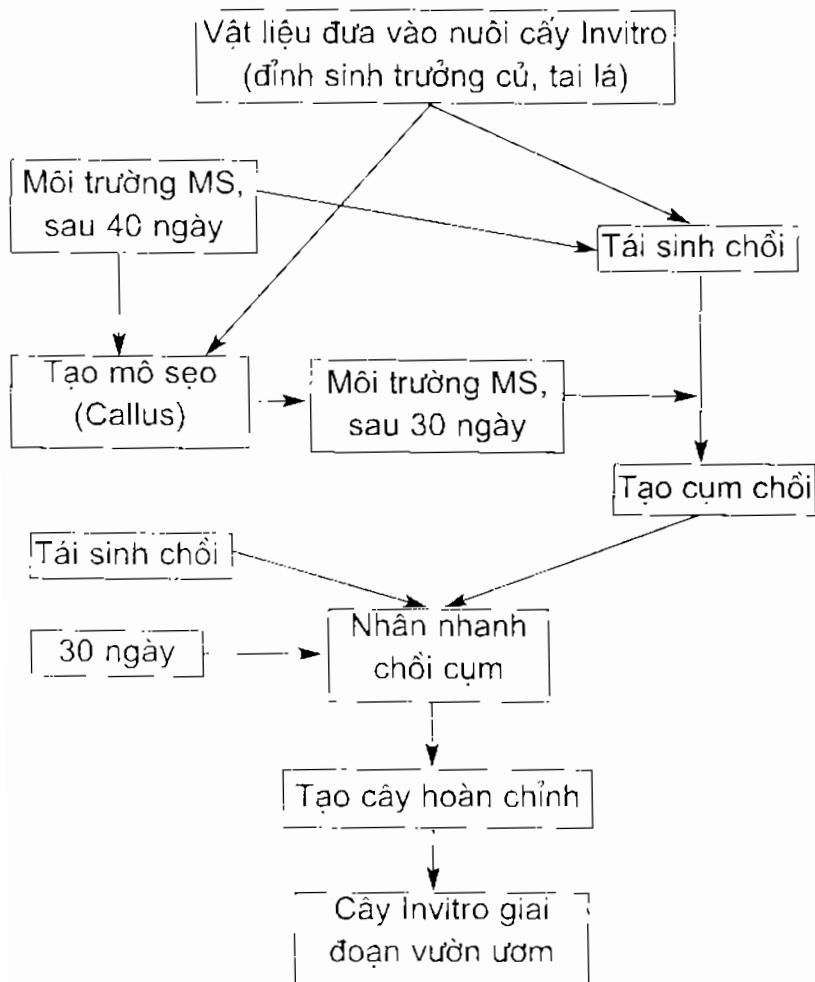 Vật liệu đưa vào nuôi cấy Invitro
(đỉnh sinh trưởng củ, tai lá)
Môi trường MS,
sau 40 ngày
Tái sinh chồi
Tạo mô sẹo
(Callus)
Môi trường MS,
sau 30 ngày
Tạo cụm chồi
Tái sinh chồi
30 ngày
Nhân nhanh
chồi cụm
Tạo cây hoàn chỉnh
Cây Invitro giai
đoạn vườn ươm